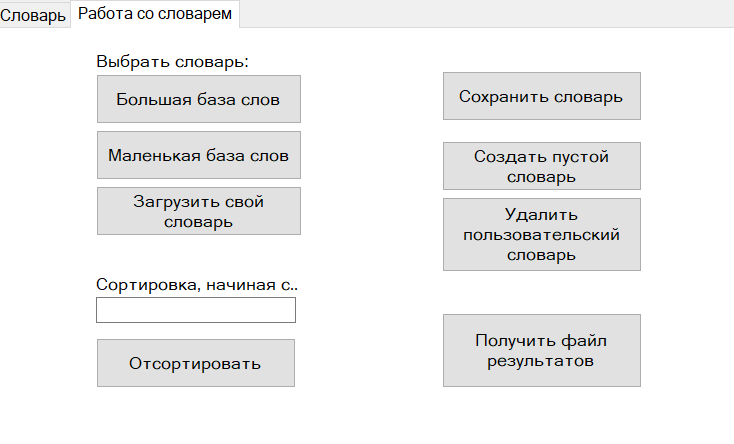 Словарь
Работа со словарем
Выбрать словарь:
Большая база слов
Маленькая база слов
Загрузить свой
словарь
Сортировка, начиная с..
Отсортировать
Сохранить словарь
Создать пустой
словарь
Удалить
пользовательский
словарь
Получить файл
результатов